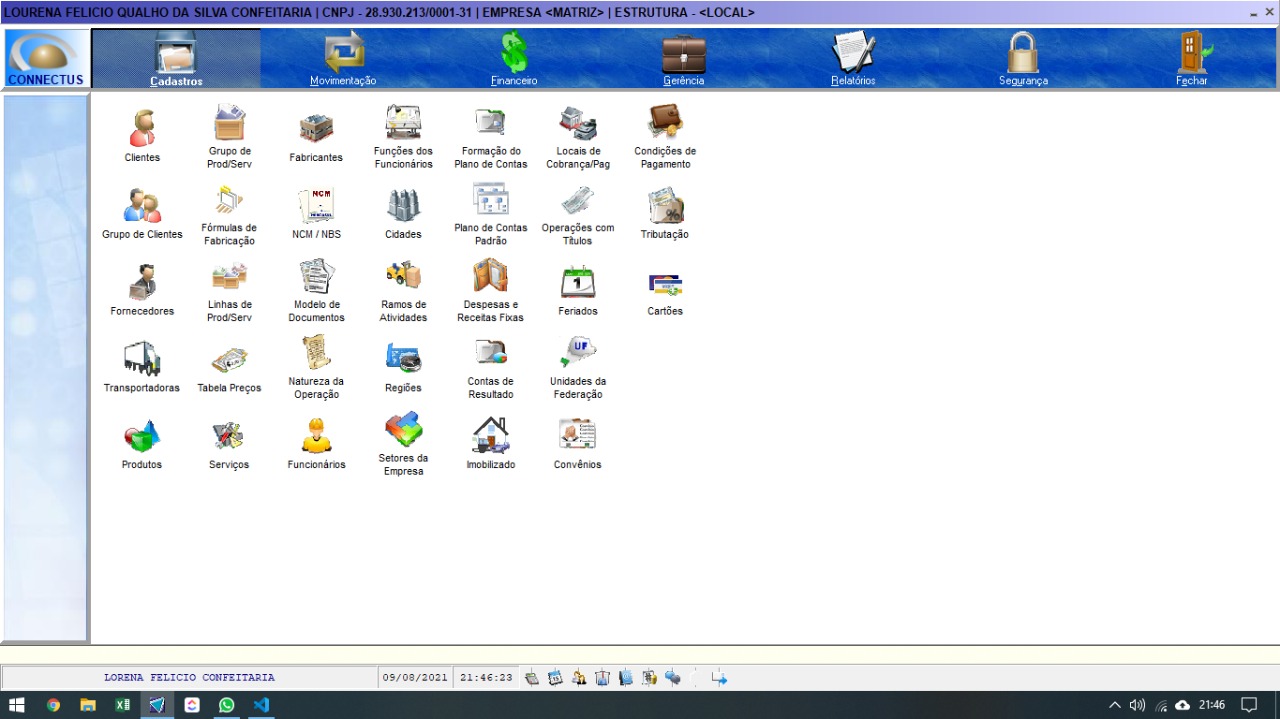 LOURENA FELICIO QUALHO DA SILVA CONFEITARIA | CNPJ - 28.930.213/0001-31 | EMPRESA <MATRIZ> | ESTRUTURA - <LOCAL>
CONNECTUS
Cadastros
Movimentação
Financeiro
Gerência
Relatórios
Segurança
Fechar
Clientes
Grupo de
Prod/Serv
Fabricantes
Funções dos
Funcionários
Formação do
Plano de Contas
Locais de
Cobrança/Pag
Condições de
Pagamento
Grupo de Clientes
Fórmulas de
Fabricação
NCM
NCM / NBS
Cidades
Plano de Contas
Padrão
Operações com
Títulos
%
Tributação
Fornecedores
Linhas de
Prod/Serv
Modelo de
Documentos
Ramos de
Atividades
Despesas e
Receitas Fixas
1
Feriados
Cartões
Transportadoras
Tabela Preços
Natureza da
Operação
Regiões
Contas de
Resultado
UF
Unidades da
Federação
Produtos
Serviços
Funcionários
Setores da
Empresa
Imobilizado
Convênios
LORENA FELICIO CONFEITARIA
09/08/2021
21:46:23
21:46